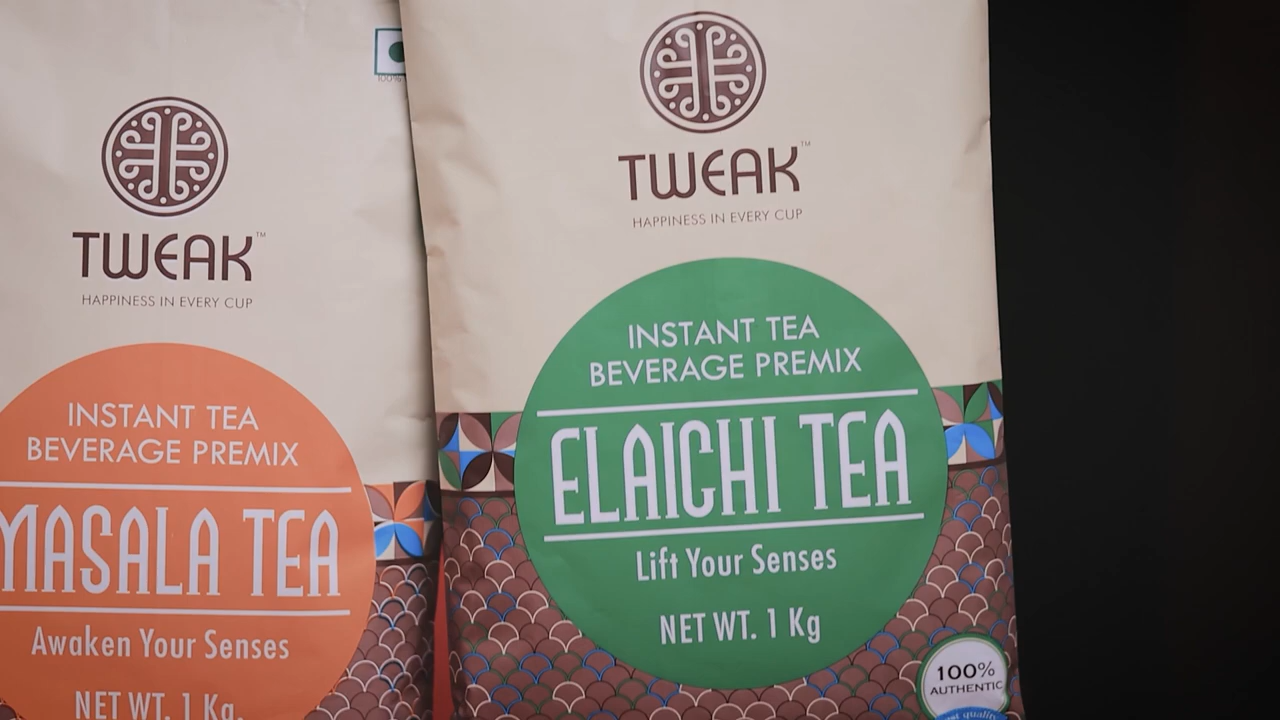 TWEAK™
HAPPINESS IN EVERY CUP
INSTANT TEA
BEVERAGE PREMIX
MASALA TEA
Awaken Your Senses
NET WT. 1 Kg.
100%
TWEAK™
HAPPINESS IN EVERY CUP
INSTANT TEA
BEVERAGE PREMIX
ELAICHI TEA
Lift Your Senses
NET WT. 1 Kg
100%
AUTHENTIC
quality